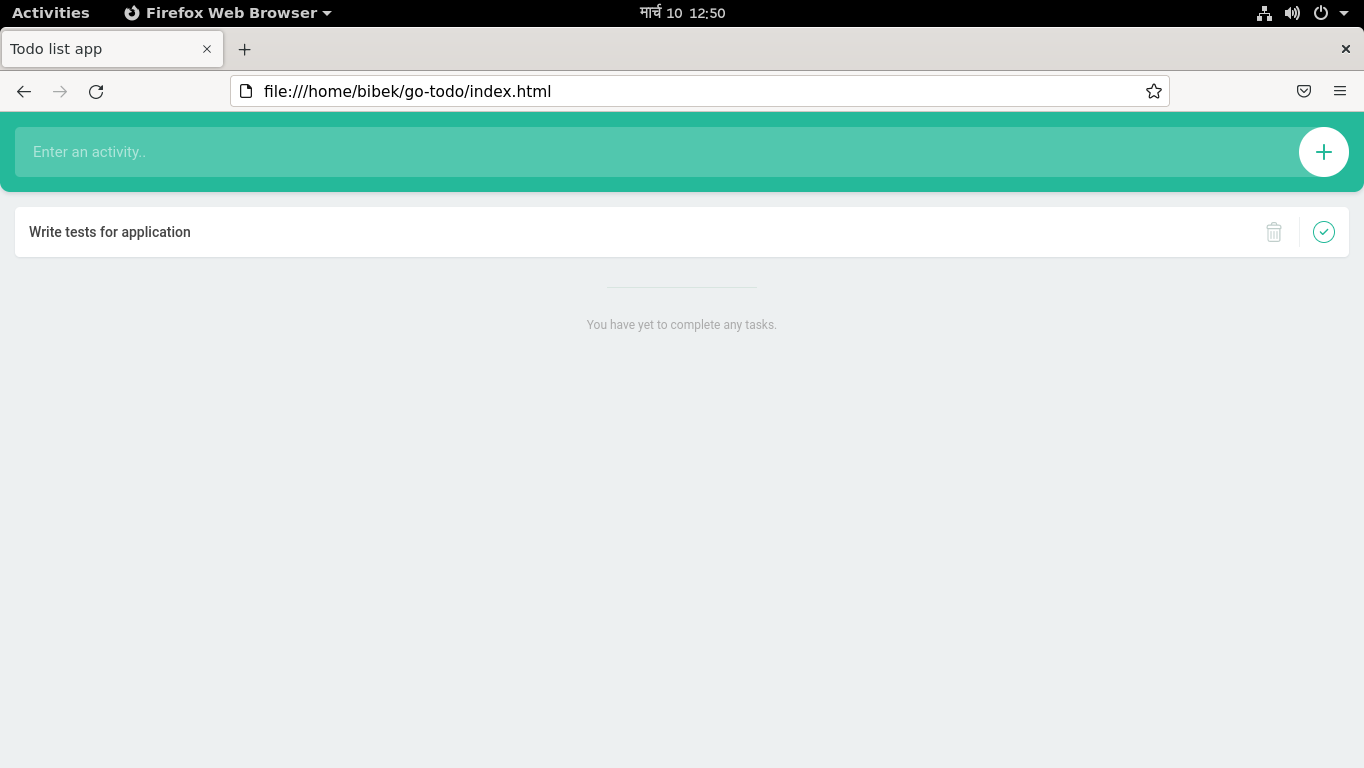 Activities Firefox Web Browser मार्च 10 12:50
Todo list app
file:///home/bibek/go-todo/index.html
Enter an activity..
Write tests for application
You have yet to complete any tasks.